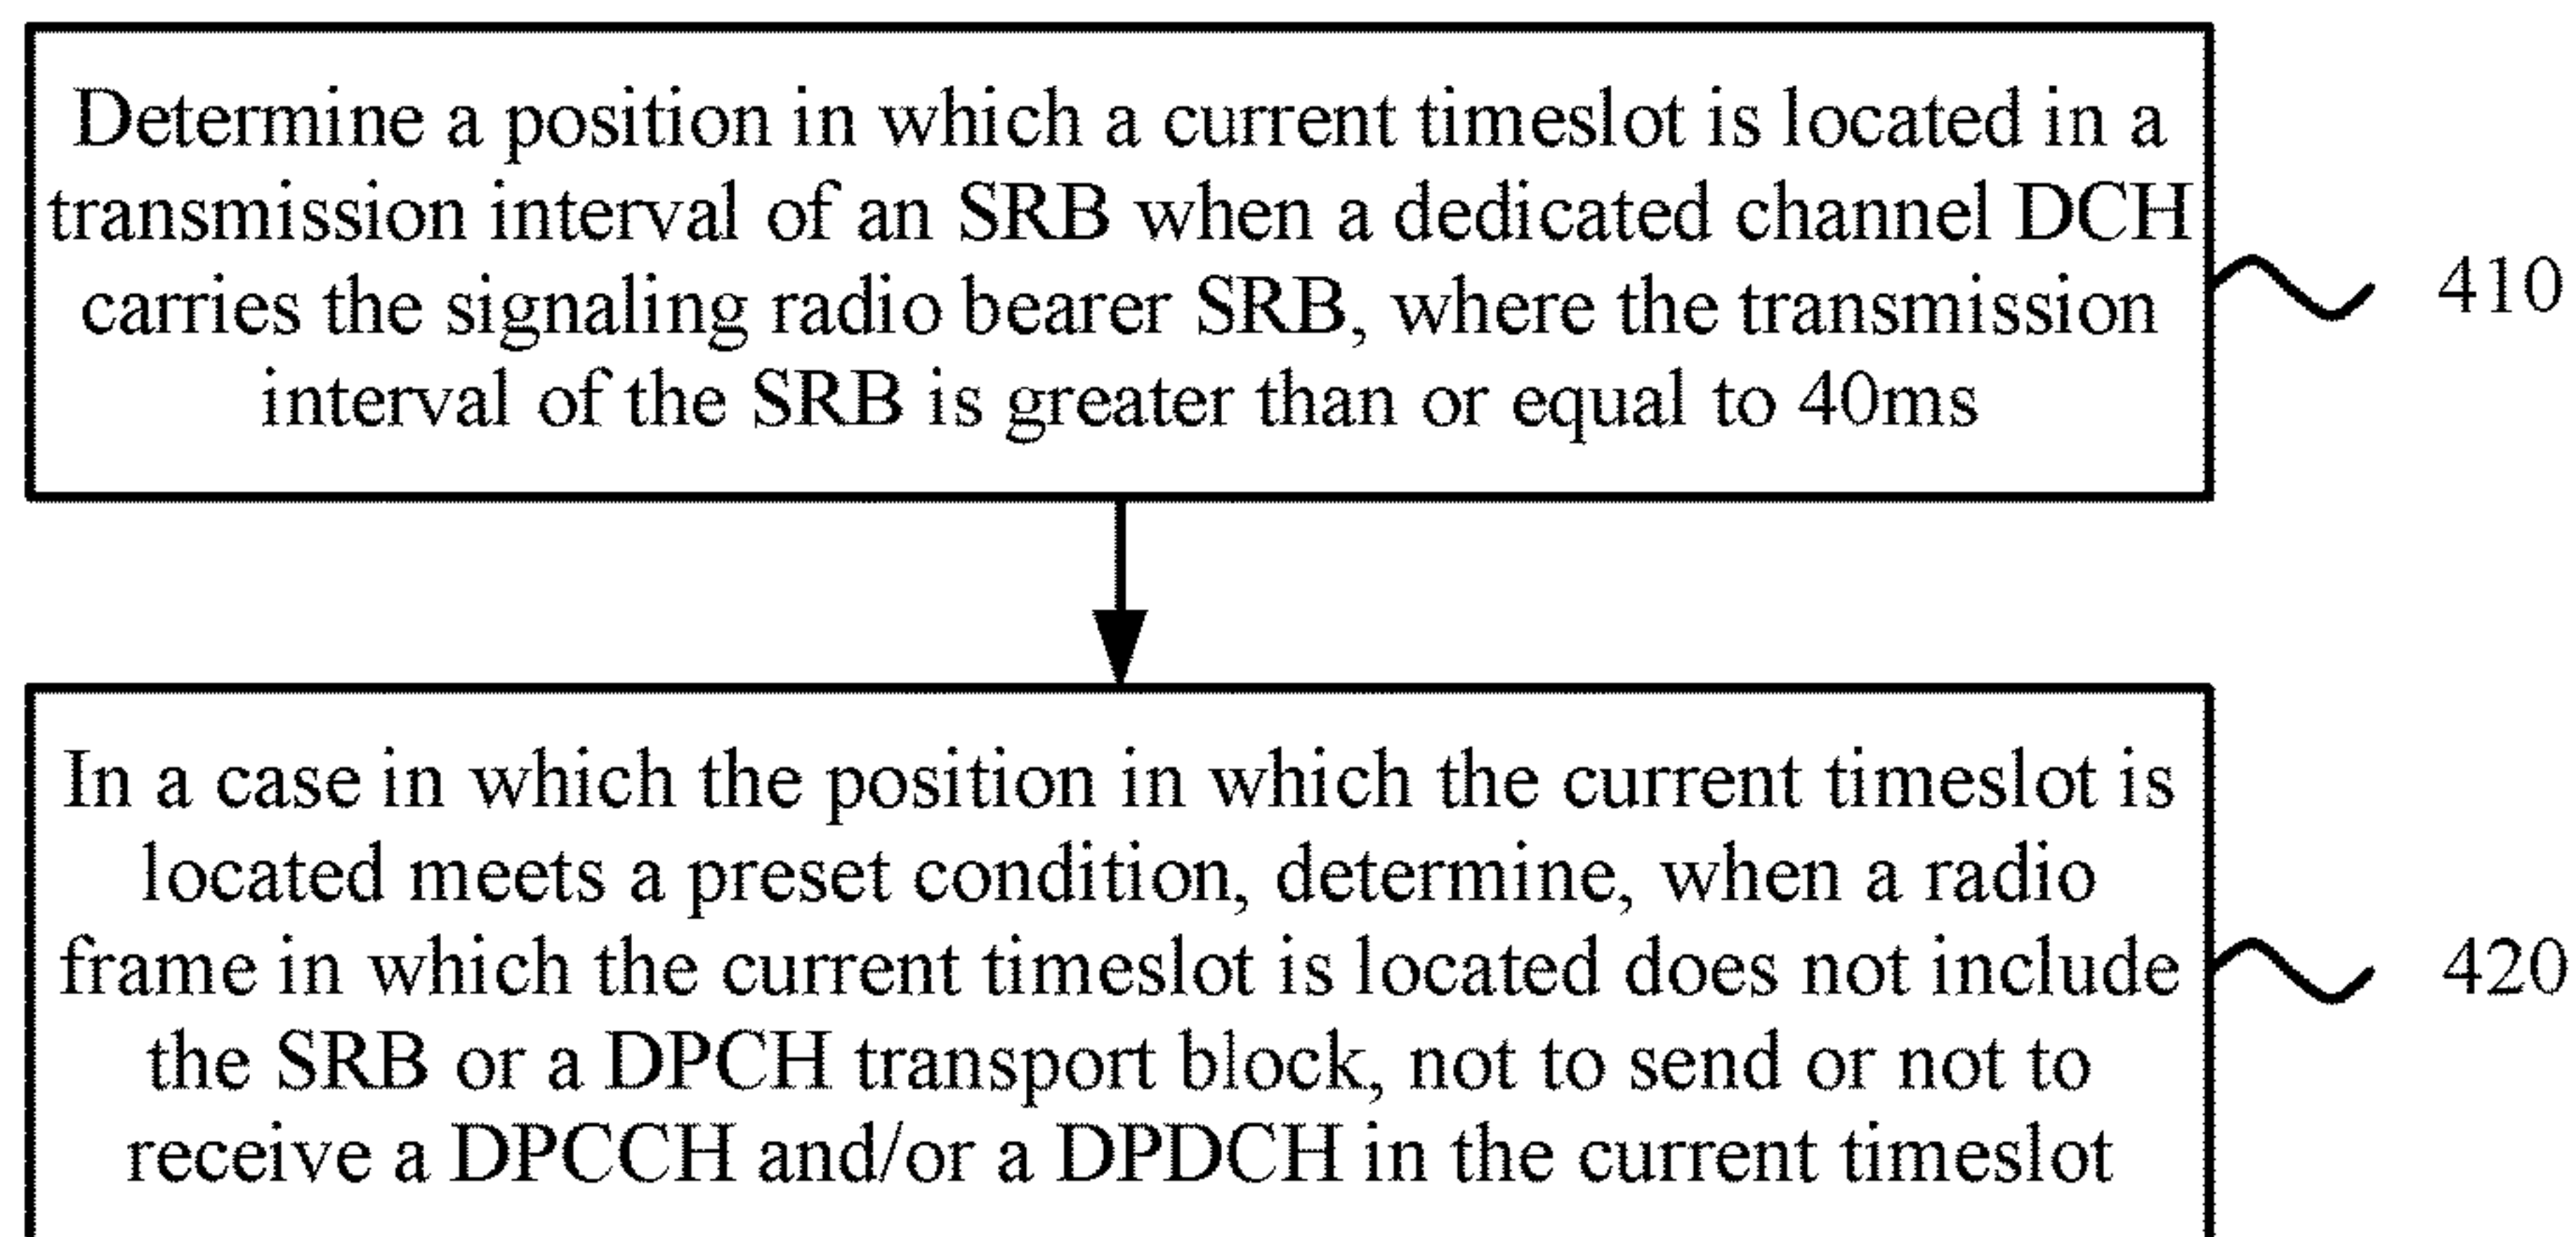 Determine a position in which a current timeslot is located in a
transmission interval of an SRB when a dedicated channel DCH
carries the signaling radio bearer SRB, where the transmission
interval of the SRB is greater than or equal to 40ms
410
In a case in which the position in which the current timeslot is
located meets a preset condition, determine, when a radio
frame in which the current timeslot is located does not include
the SRB or a DPCH transport block, not to send or not to
receive a DPCCH and/or a DPDCH in the current timeslot
420